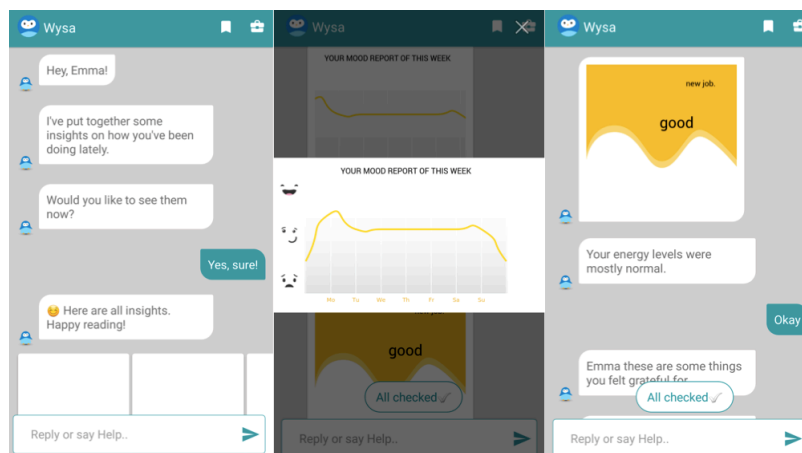 Wysa
Hey, Emma!
I've put together some
insights on how you've been
doing lately.
Would you like to see them
now?
Yes, sure!
Here are all insights.
Happy reading!
Reply or say Help..
YOUR MOOD REPORT OF THIS WEEK
YOUR MOOD REPORT OF THIS WEEK
Mo Tu We Th Fr Sa Su
new job.
good
All checked
Reply or say Help..
Wysa
new job.
good
Your energy levels were
mostly normal.
Okay
Emma these are some things
you felt grateful for
All checked
Reply or say Help..